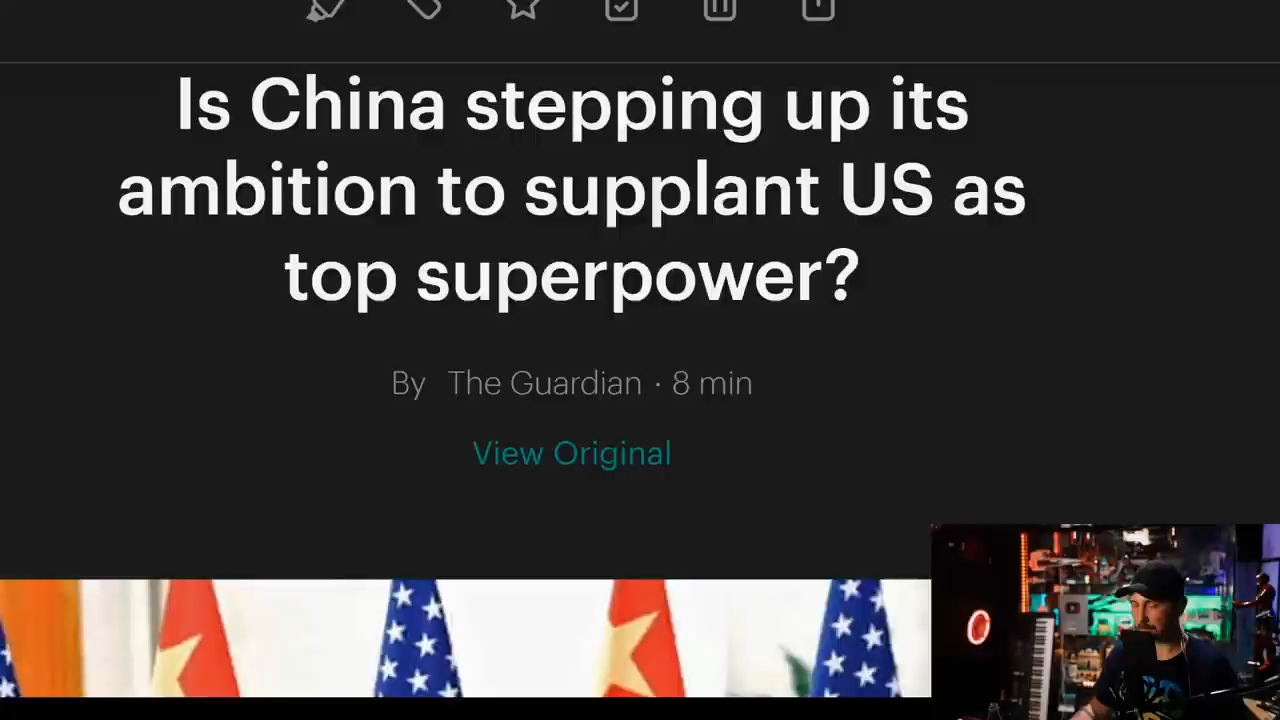 Is China stepping up its
ambition to supplant US as
top superpower?
By The Guardian · 8 min
View Original